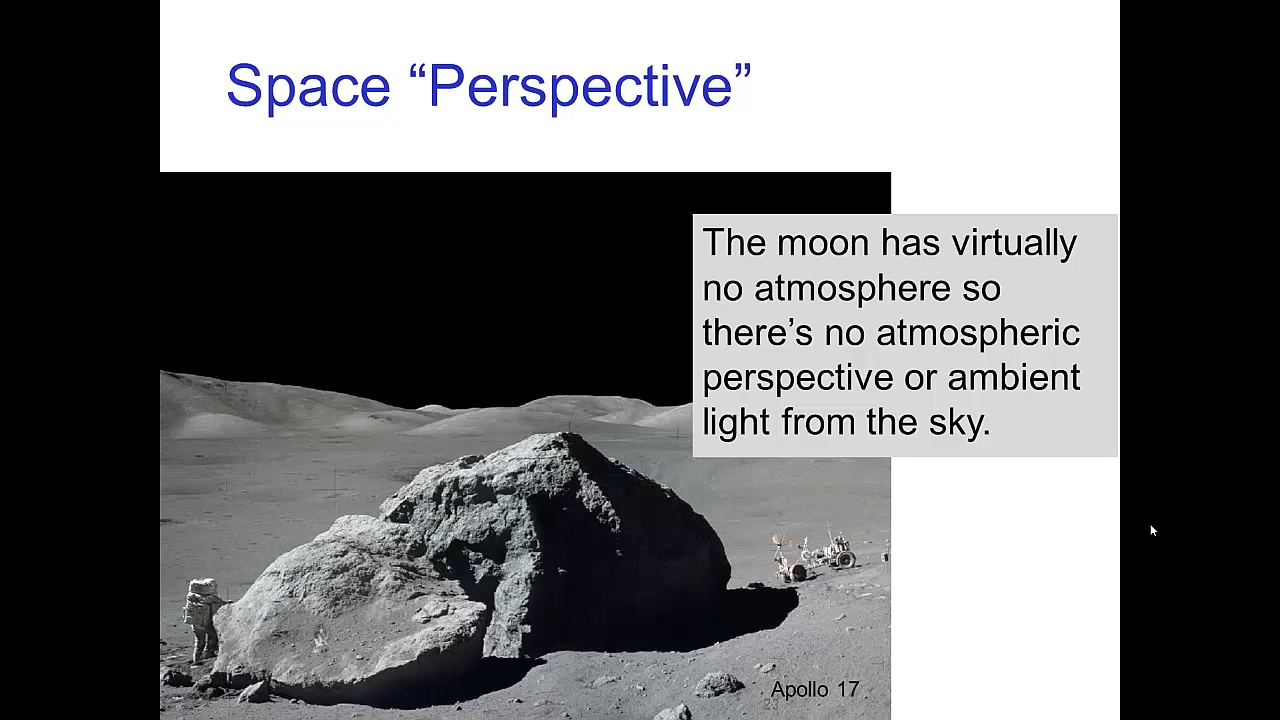 Space “Perspective”
The moon has virtually
no atmosphere so
there’s no atmospheric
perspective or ambient
light from the sky.
Apollo 17
23